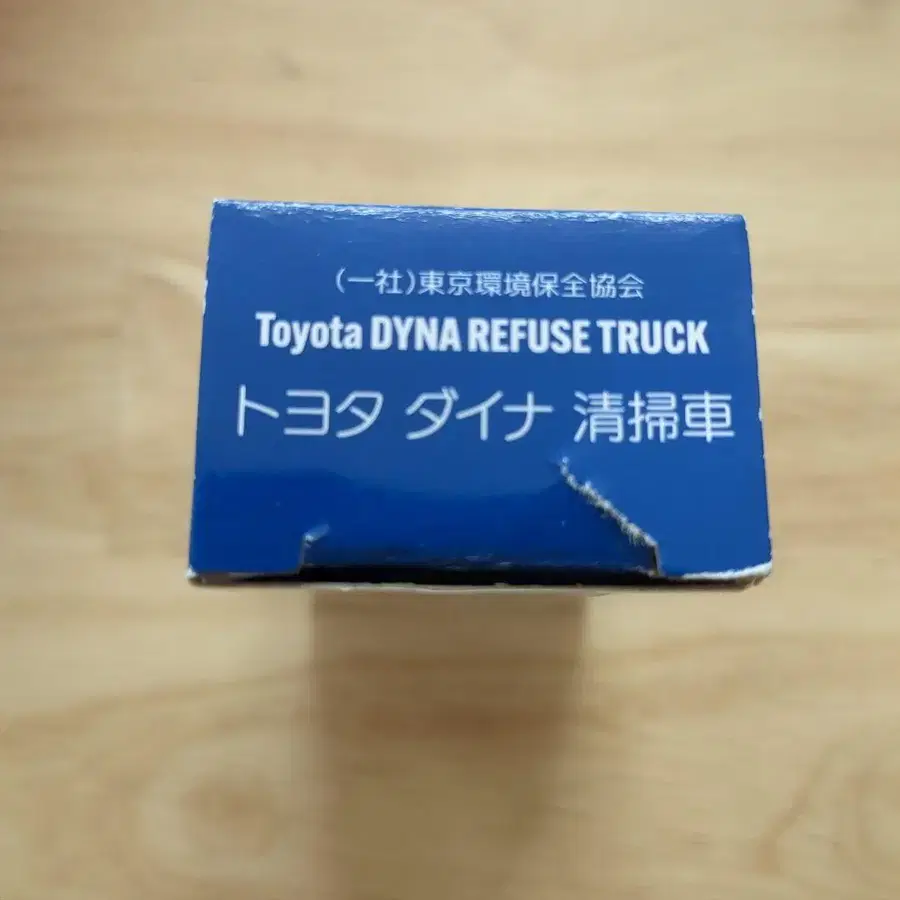 (一社)東京環境保全協会
Toyota DYNA REFUSE TRUCK
トヨタ ダイナ 清掃車